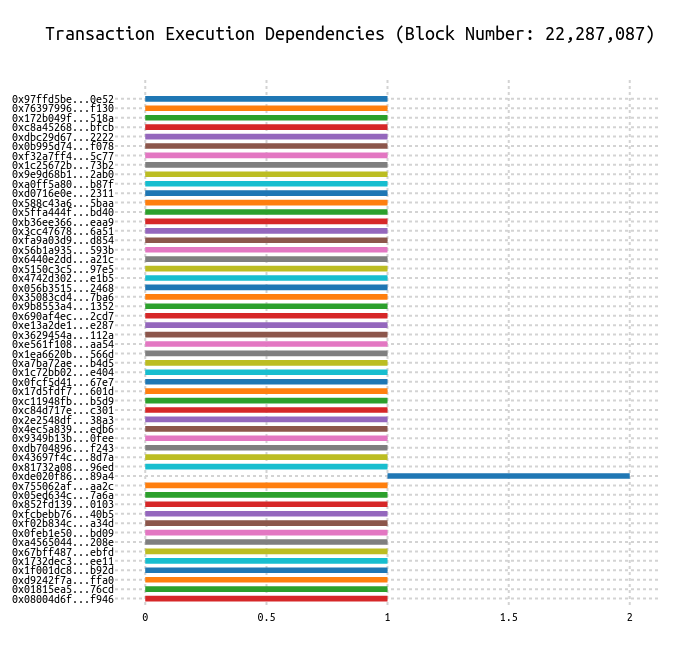 Transaction Execution Dependencies (Block Number: 22,287,087)
0x97ffd5be...0e52
0x76397996...f130
0x172b049f...518a
0xc8a45268...bfcb
0xdbc29d67...2222
0x0b995d74...f078
0xf32a7ff4...5c77
0x1c25672b...73b2
0x9e9d68b1...2ab0
0xa0ff5a80...b87f
0xd0716e0e...2311
0x588c43a6...5baa
0x5ffa444f...bd40
0xb36ee366...eaa9
0x3cc47678...6a51
0xfa9a03d9...d854
0x56b1a935...593b
0x6440e2dd...a21c
0x5150c3c5...97e5
0x4742d302...e1b5
0x056b3515...2468
0x35083cd4...7ba6
0x9b8553a4...1352
0x690af4ec...2cd7
0xe13a2de1...e287
0x3629454a...112a
0xe561f108...aa54
0x1ea6620b...566d
0xa7ba72ae...b4d5
0x1c72bb02...e404
0x0fcf5d41...67e7
0x17d5fdf7...601d
0xc11948fb...b5d9
0xc84d717e...c301
0x2e2548df...38a3
0x4ec5a839...edb6
0x9349b13b...0fee
0xdb704896...f243
0x43697f4c...8d7a
0x81732a08...96ed
0xde020f86...89a4
0x755062af...aa2c
0x05ed634c...7a6a
0x852fd139...0103
0xfcbebb76...40b5
0xf02b834c...a34d
0x0feb1e50...bd09
0xa4565044...208e
0x67bff487...ebfd
0x1732dec3...ee11
0x1f001dc8...b92d
0xd9242f7a...ffa0
0x01815ea5...76cd
0x08004d6f...f946
0 0.5 1 1.5 2